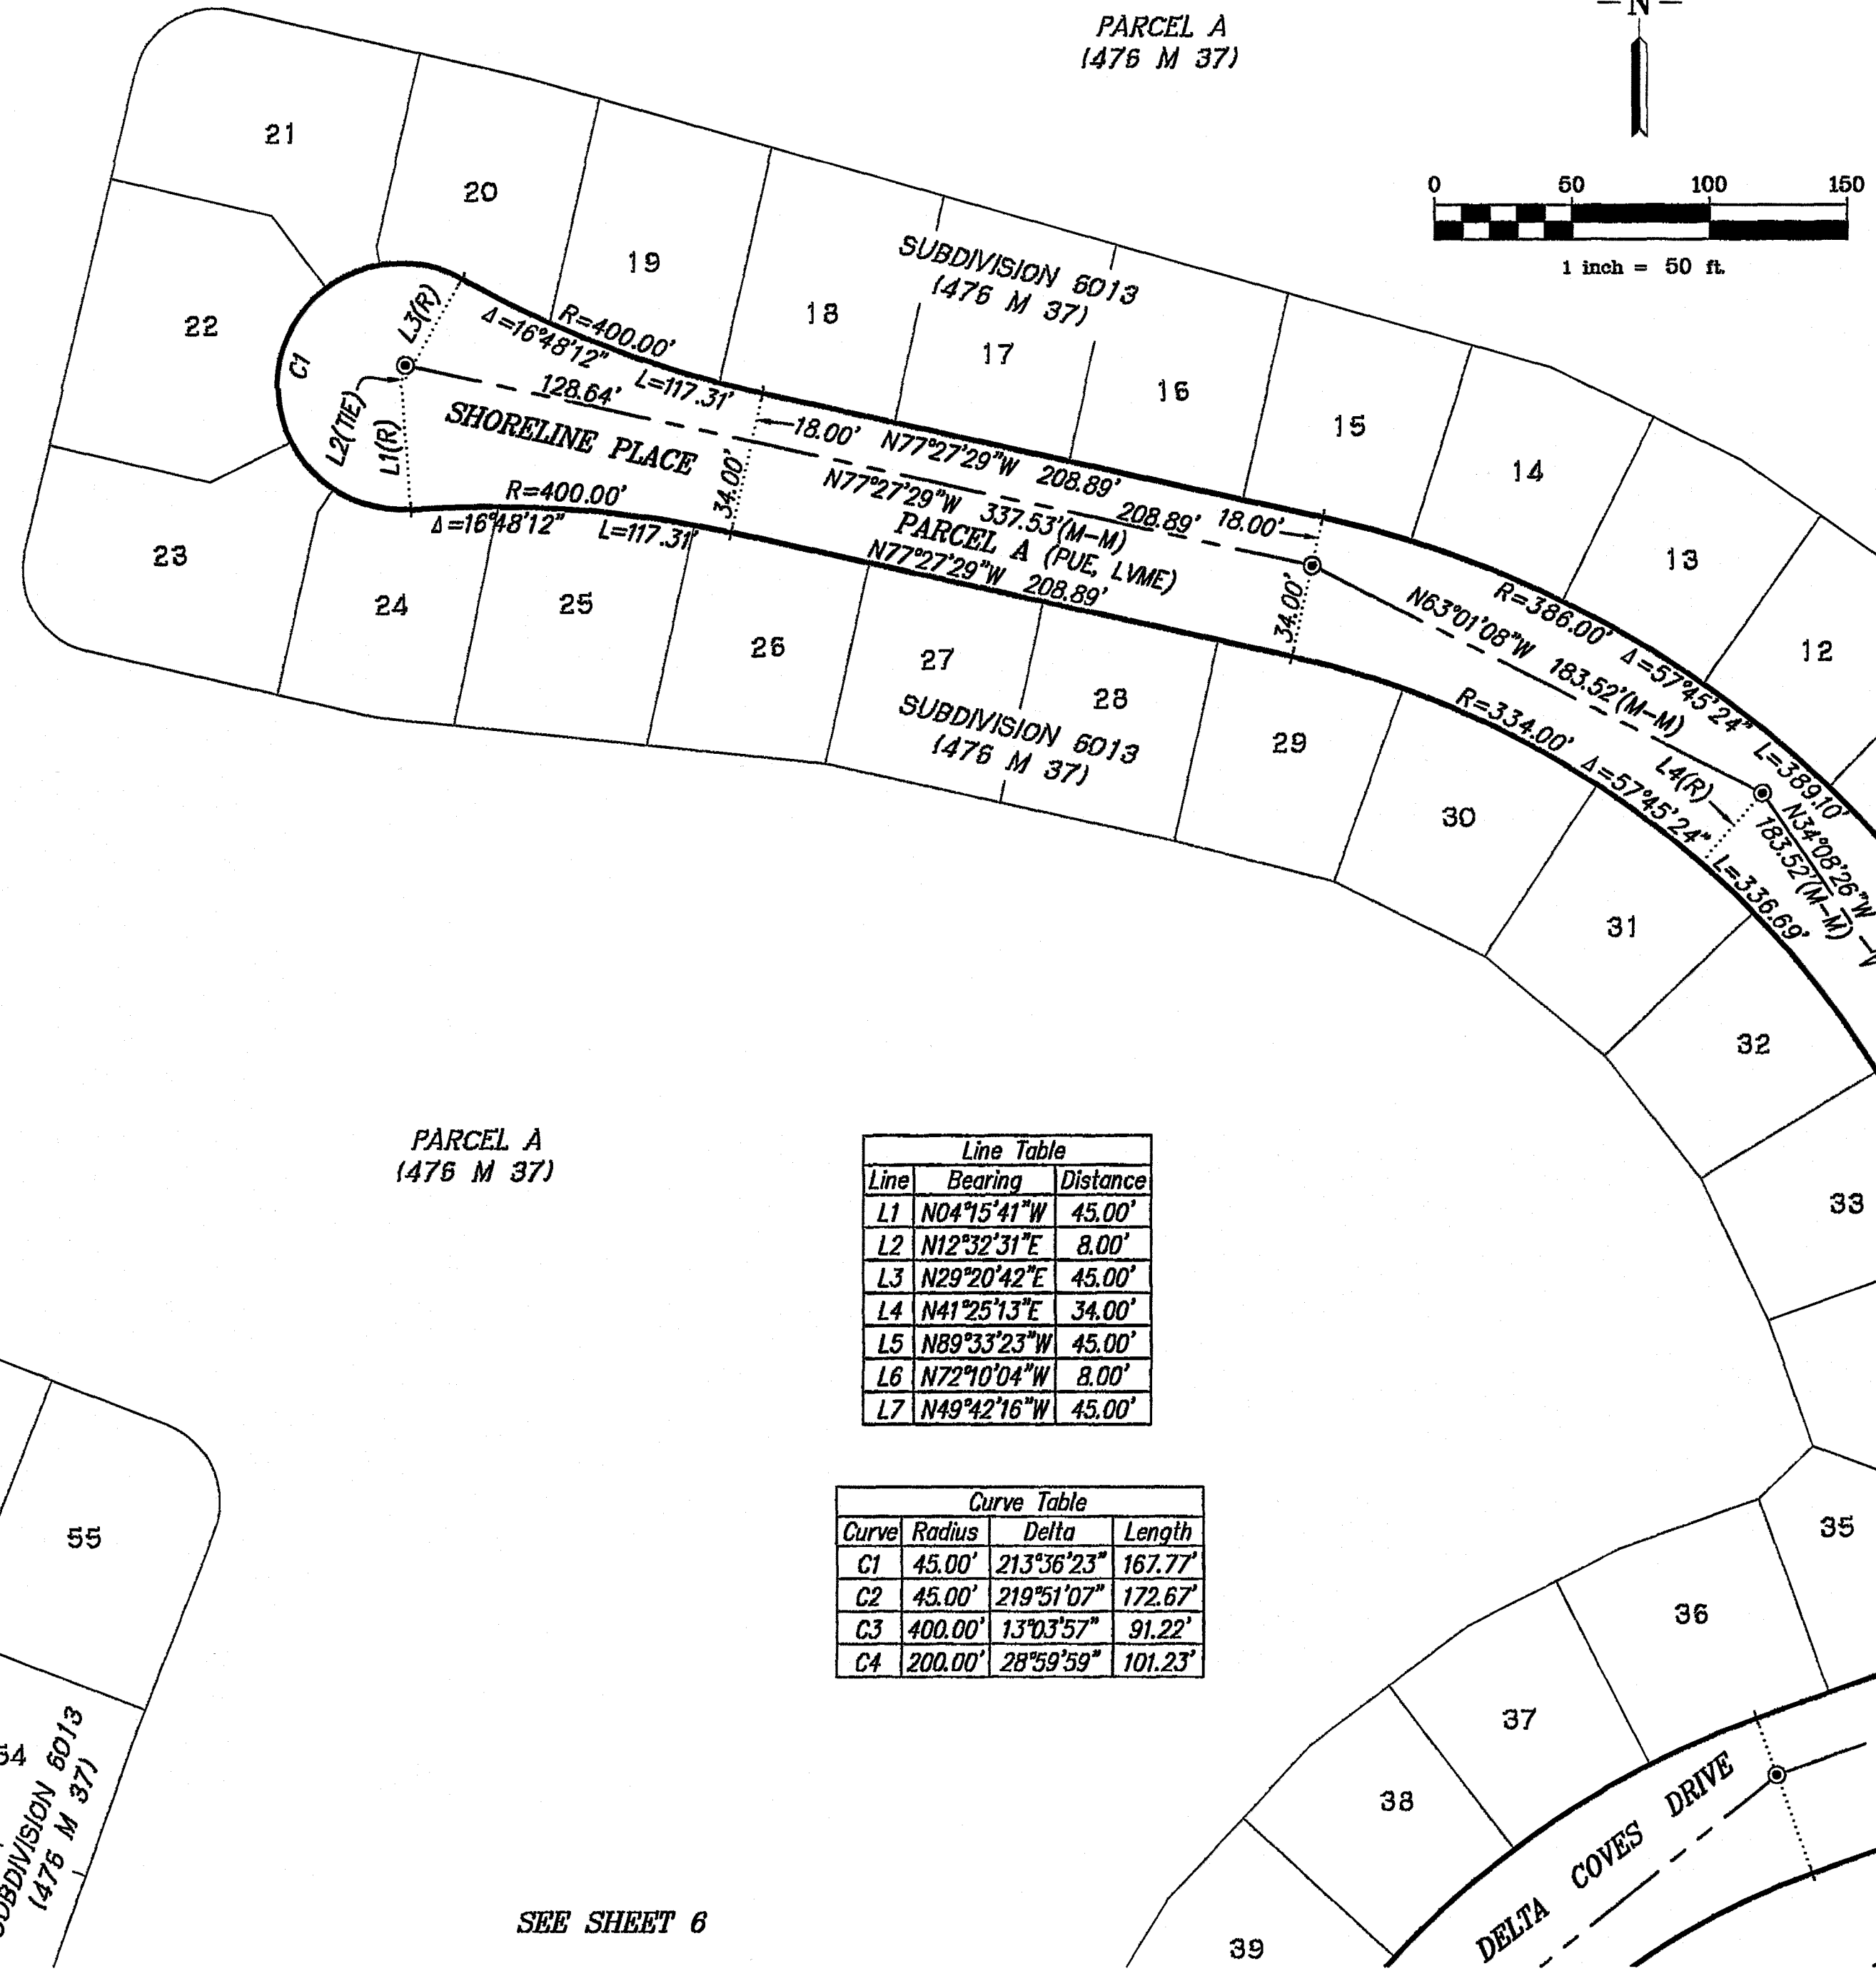 PARCEL A
(476 M 37)
— N —
0 50 100 150
1 inch = 50 ft.
21
20
19
18
SUBDIVISION 6013
(476 M 37)
17
16
15
14
13
12
22
23
24
25
26
27
28
29
30
31
32
33
35
36
37
38
39
C1
L3(R)
L2(TIE)
L1(R)
R=400.00'
Δ=16°48'12"
L=117.31'
128.64'
SHORELINE PLACE
R=400.00'
Δ=16°48'12"
L=117.31'
34.00'
18.00'
N77°27'29"W 208.89'
N77°27'29"W 337.53'(M-M)
208.89'
18.00'
PARCEL A (PUE, LVME)
N77°27'29"W 208.89'
34.00'
R=386.00' Δ=57°45'24" L=389.10'
N63°01'08"W 183.52'(M-M)
R=334.00' Δ=57°45'24" L=336.69'
L4(R)
N34°08'26"W
183.52'(M-M)
SUBDIVISION 6013
(476 M 37)
PARCEL A
(476 M 37)
Line Table
Line Bearing Distance
L1 N04°15'41"W 45.00'
L2 N12°32'31"E 8.00'
L3 N29°20'42"E 45.00'
L4 N41°25'13"E 34.00'
L5 N89°33'23"W 45.00'
L6 N72°10'04"W 8.00'
L7 N49°42'16"W 45.00'
Curve Table
Curve Radius Delta Length
C1 45.00' 213°36'23" 167.77'
C2 45.00' 219°51'07" 172.67'
C3 400.00' 13°03'57" 91.22'
C4 200.00' 28°59'59" 101.23'
55
54
SUBDIVISION 6013
(476 M 37)
SEE SHEET 6
DELTA COVES DRIVE